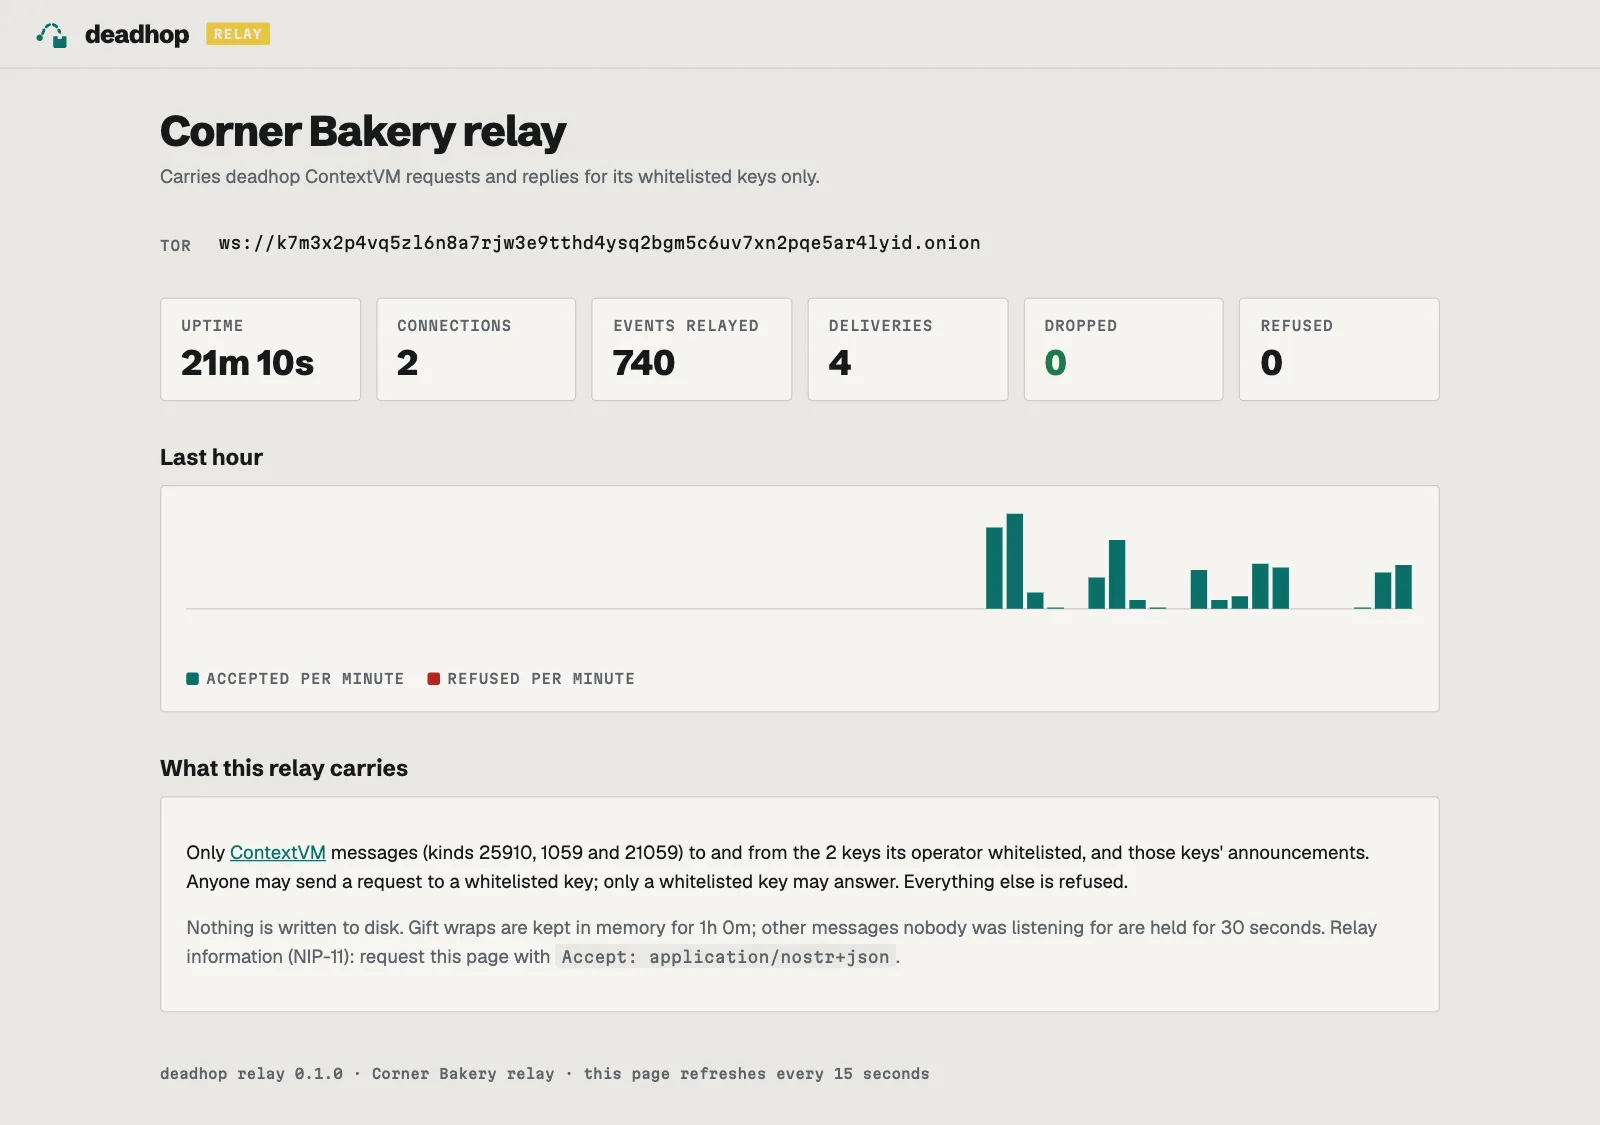 deadhop RELAY
Corner Bakery relay
Carries deadhop ContextVM requests and replies for its whitelisted keys only.
TOR ws://k7m3x2p4vq5zl6n8a7rjw3e9tthd4ysq2bgm5c6uv7xn2pqe5ar4lyid.onion
UPTIME CONNECTIONS EVENTS RELAYED DELIVERIES DROPPED REFUSED
21m 10s 2 740 4 0 0
Last hour
ACCEPTED PER MINUTE REFUSED PER MINUTE
What this relay carries
Only ContextVM messages (kinds 25910, 1059 and 21059) to and from the 2 keys its operator whitelisted, and those keys' announcements.
Anyone may send a request to a whitelisted key; only a whitelisted key may answer. Everything else is refused.
Nothing is written to disk. Gift wraps are kept in memory for 1h 0m; other messages nobody was listening for are held for 30 seconds. Relay
information (NIP-11): request this page with Accept: application/nostr+json.
deadhop relay 0.1.0 · Corner Bakery relay · this page refreshes every 15 seconds